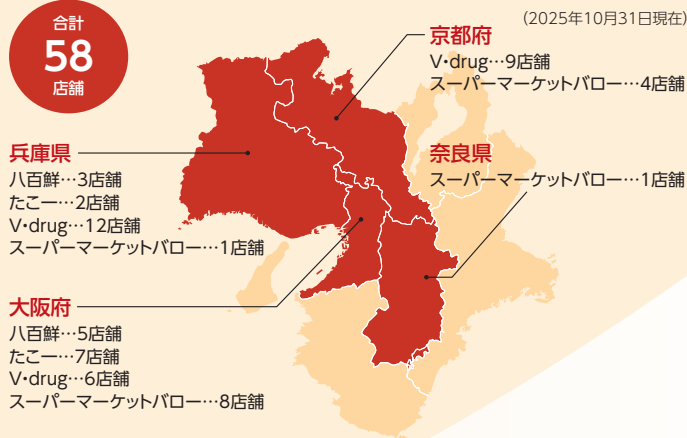 合計
58
店舗
(2025年10月31日現在)
京都府
V・drug…9店舗
スーパーマーケットバロー…4店舗
兵庫県
八百鮮…3店舗
たこ一…2店舗
V・drug…12店舗
スーパーマーケットバロー…1店舗
奈良県
スーパーマーケットバロー…1店舗
大阪府
八百鮮…5店舗
たこ一…7店舗
V・drug…6店舗
スーパーマーケットバロー…8店舗